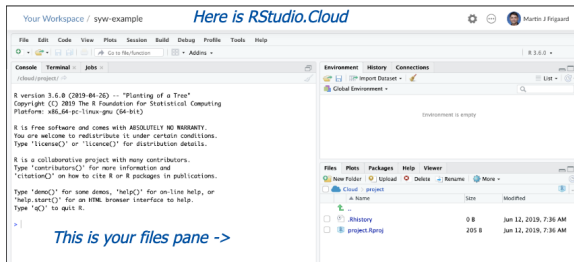 Your Workspace / syw-example
Here is RStudio.Cloud
Martin J Frigaard
File Edit Code View Plots Session Build Debug Profile Tools Help
Go to file/function
Addins
R 3.6.0
Console Terminal Jobs
/cloud/project/
R version 3.6.0 (2019-04-26) -- "Planting of a Tree"
Copyright (C) 2019 The R Foundation for Statistical Computing
Platform: x86_64-pc-linux-gnu (64-bit)
R is free software and comes with ABSOLUTELY NO WARRANTY.
You are welcome to redistribute it under certain conditions.
Type 'license()' or 'licence()' for distribution details.
R is a collaborative project with many contributors.
Type 'contributors()' for more information and
'citation()' on how to cite R or R packages in publications.
Type 'demo()' for some demos, 'help()' for on-line help, or
'help.start()' for an HTML browser interface to help.
Type 'q()' to quit R.
>
This is your files pane ->
Environment History Connections
Import Dataset
List
Global Environment
Environment is empty
Files Plots Packages Help Viewer
New Folder Upload Delete Rename More
Cloud project
Name Size Modified
..
.Rhistory 0 B Jun 12, 2019, 7:36 AM
project.Rproj 205 B Jun 12, 2019, 7:36 AM